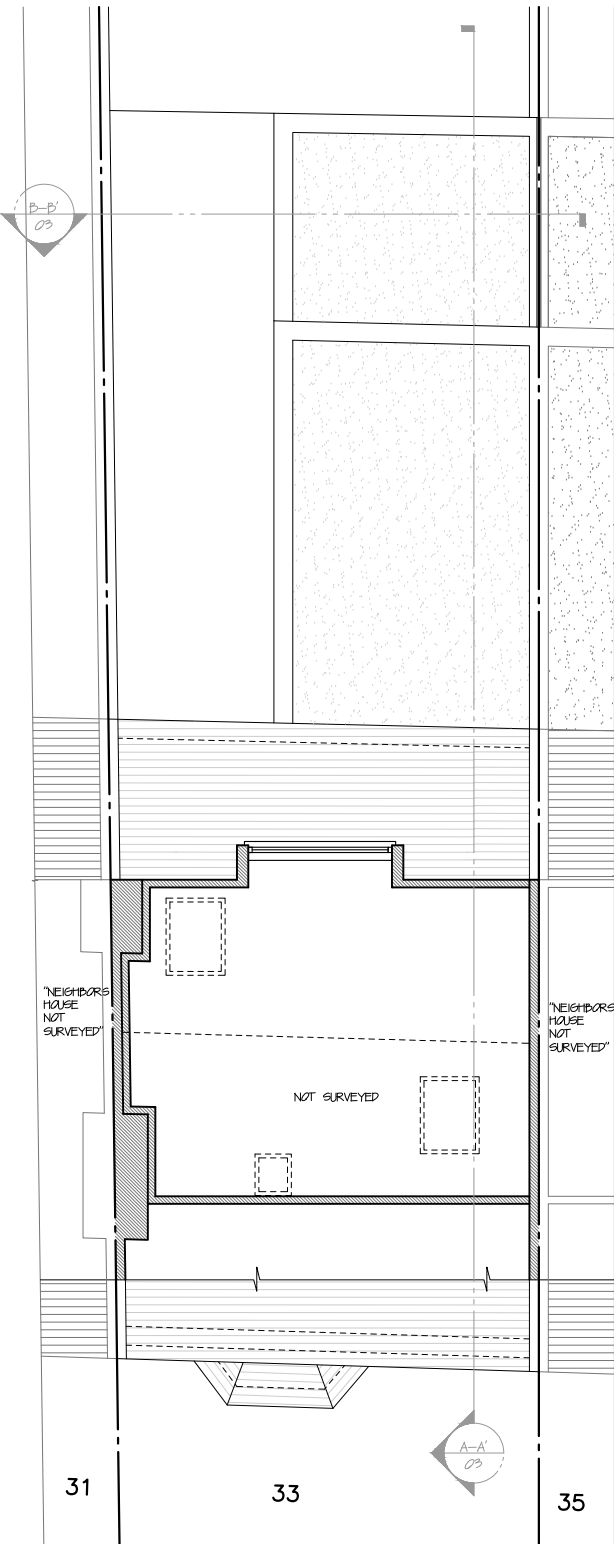 B-B'
03
"NEIGHBORS
HOUSE
NOT
SURVEYED"
"NEIGHBORS
HOUSE
NOT
SURVEYED"
NOT SURVEYED
A-A'
03
31
33
35